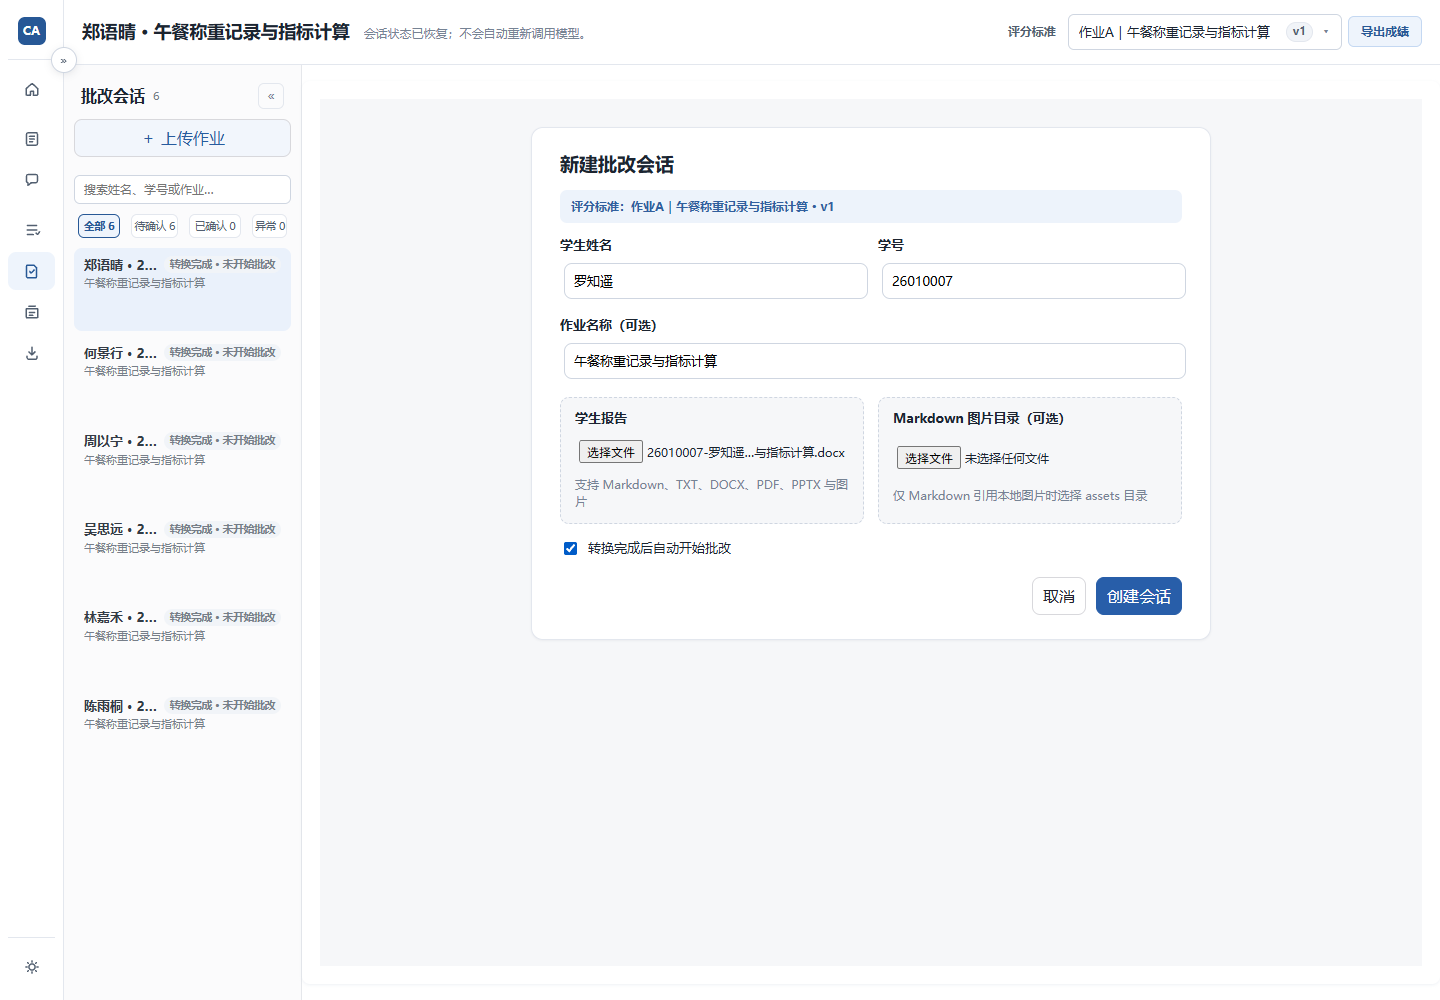 CA
郑语晴 • 午餐称重记录与指标计算
会话状态已恢复；不会自动重新调用模型。
评分标准
作业A | 午餐称重记录与指标计算 v1
导出成绩
»
批改会话 6
«
+ 上传作业
搜索姓名、学号或作业...
全部 6
待确认 6
已确认 0
异常 0
郑语晴 • 2... 转换完成 • 未开始批改
午餐称重记录与指标计算
何景行 • 2... 转换完成 • 未开始批改
午餐称重记录与指标计算
周以宁 • 2... 转换完成 • 未开始批改
午餐称重记录与指标计算
吴思远 • 2... 转换完成 • 未开始批改
午餐称重记录与指标计算
林嘉禾 • 2... 转换完成 • 未开始批改
午餐称重记录与指标计算
陈雨桐 • 2... 转换完成 • 未开始批改
午餐称重记录与指标计算
新建批改会话
评分标准：作业A | 午餐称重记录与指标计算 • v1
学生姓名
罗知遥
学号
26010007
作业名称（可选）
午餐称重记录与指标计算
学生报告
选择文件 26010007-罗知遥...与指标计算.docx
支持 Markdown、TXT、DOCX、PDF、PPTX 与图
片
Markdown 图片目录（可选）
选择文件 未选择任何文件
仅 Markdown 引用本地图片时选择 assets 目录
转换完成后自动开始批改
取消
创建会话